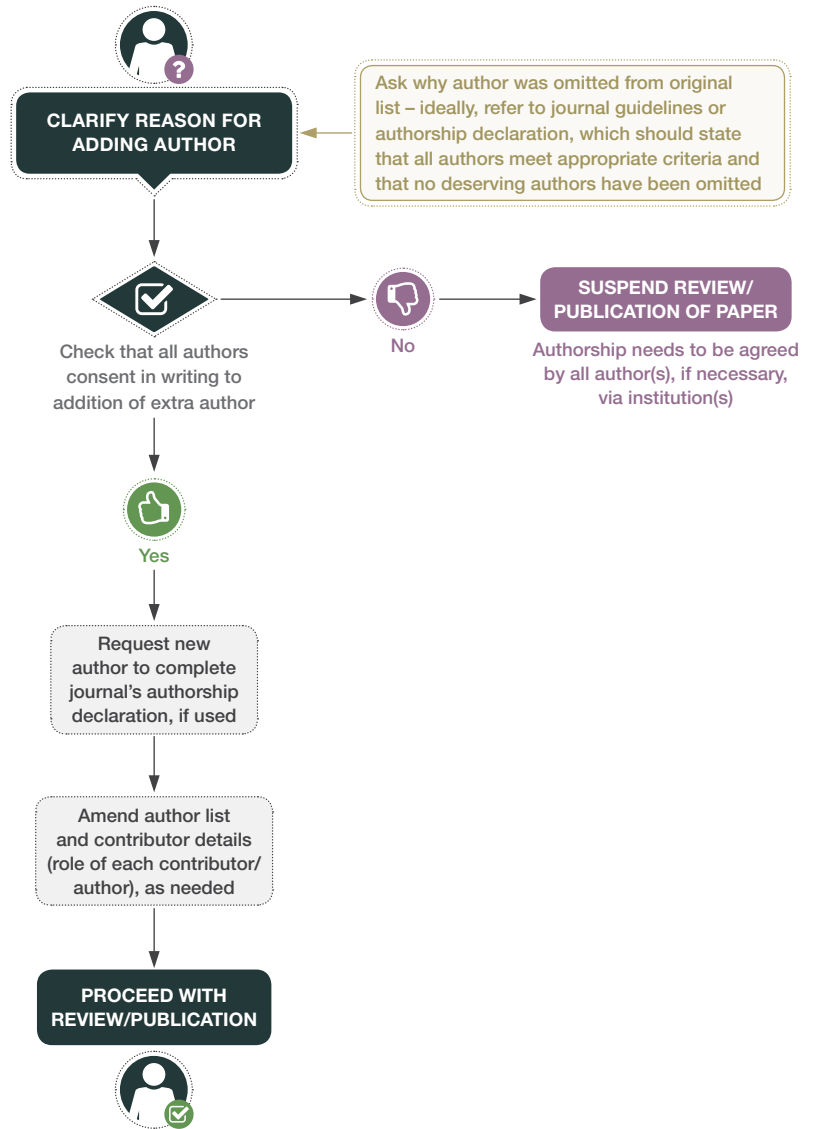 ?
CLARIFY REASON FOR
ADDING AUTHOR
Ask why author was omitted from original
list – ideally, refer to journal guidelines or
authorship declaration, which should state
that all authors meet appropriate criteria and
that no deserving authors have been omitted
Check that all authors
consent in writing to
addition of extra author
No
SUSPEND REVIEW/
PUBLICATION OF PAPER
Authorship needs to be agreed
by all author(s), if necessary,
via institution(s)
Yes
Request new
author to complete
journal’s authorship
declaration, if used
Amend author list
and contributor details
(role of each contributor/
author), as needed
PROCEED WITH
REVIEW/PUBLICATION